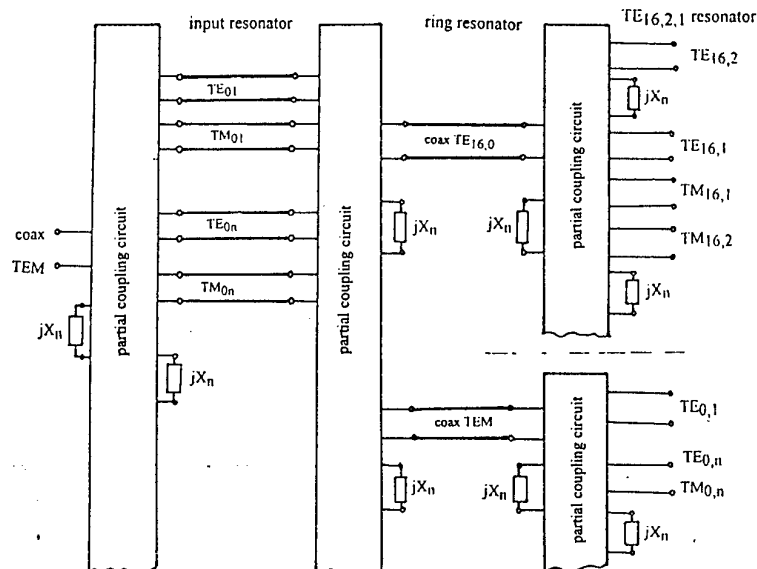 input resonator
ring resonator
TE16,2,1 resonator
partial coupling circuit
partial coupling circuit
partial coupling circuit
partial coupling circuit
coax
TEM
jXn
jXn
TE01
TM01
TE0n
TM0n
coax TE16,0
jXn
jXn
coax TEM
jXn
jXn
TE16,2
jXn
TE16,1
TM16,1
TM16,2
jXn
TE0,1
TE0,n
TM0,n
jXn